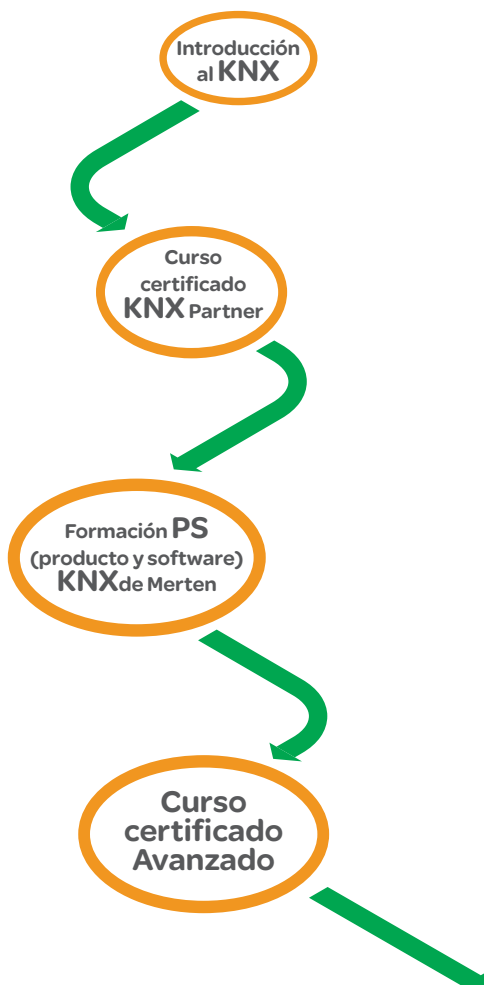 Introducción
al KNX
Curso
certificado
KNX Partner
Formación PS
(producto y software)
KNX de Merten
Curso
certificado
Avanzado